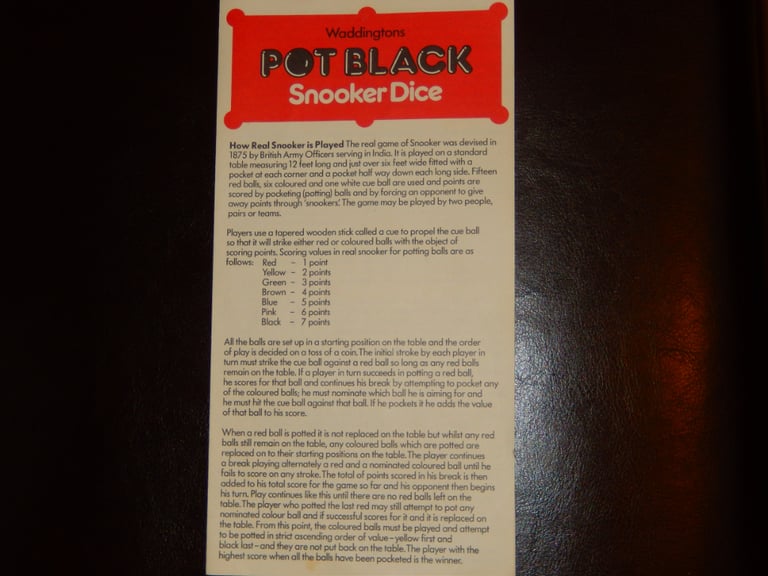 Waddingtons
POT BLACK
Snooker Dice
How Real Snooker is Played The real game of Snooker was devised in
1875 by British Army Officers serving in India. It is played on a standard
table measuring 12 feet long and just over six feet wide fitted with a
pocket at each corner and a pocket half way down each long side. Fifteen
red balls, six coloured and one white cue ball are used and points are
scored by pocketing (potting) balls and by forcing an opponent to give
away points through 'snookers'. The game may be played by two people,
pairs or teams.
Players use a tapered wooden stick called a cue to propel the cue ball
so that it will strike either red or coloured balls with the object of
scoring points. Scoring values in real snooker for potting balls are as
follows: Red – 1 point
Yellow – 2 points
Green – 3 points
Brown – 4 points
Blue – 5 points
Pink – 6 points
Black – 7 points
All the balls are set up in a starting position on the table and the order
of play is decided on a toss of a coin. The initial stroke by each player in
turn must strike the cue ball against a red ball so long as any red balls
remain on the table. If a player in turn succeeds in potting a red ball,
he scores for that ball and continues his break by attempting to pocket any
of the coloured balls; he must nominate which ball he is aiming for and
he must hit the cue ball against that ball. If he pockets it he adds the value
of that ball to his score.
When a red ball is potted it is not replaced on the table but whilst any red
balls still remain on the table, any coloured balls which are potted are
replaced on to their starting positions on the table. The player continues
a break playing alternately a red and a nominated coloured ball until he
fails to score on any stroke. The total of points scored in his break is then
added to his total score for the game so far and his opponent then begins
his turn. Play continues like this until there are no red balls left on the
table. The player who potted the last red may still attempt to pot any
nominated colour ball and if successful scores for it and it is replaced on
the table. From this point, the coloured balls must be played and attempt
to be potted in strict ascending order of value – yellow first and
black last – and they are not put back on the table. The player with the
highest score when all the balls have been pocketed is the winner.